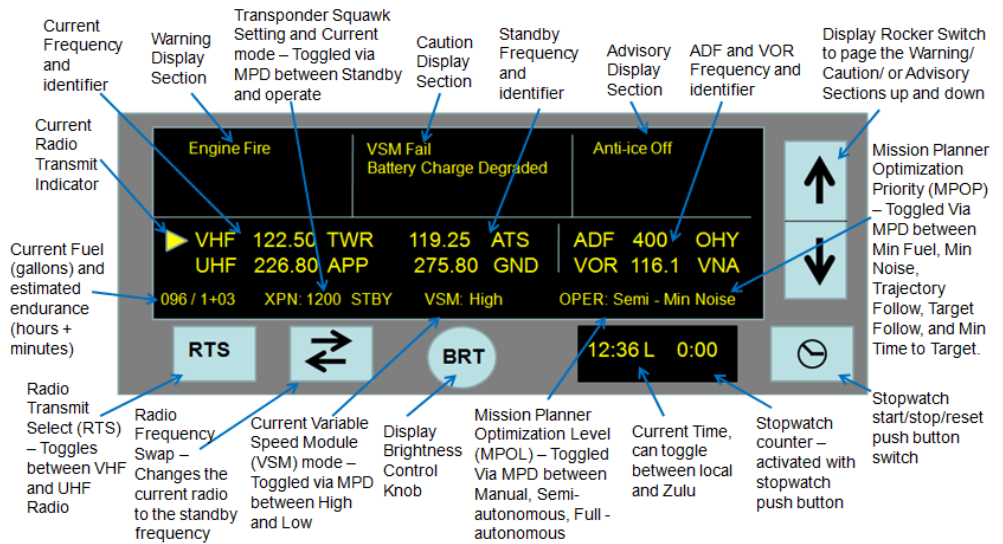 Current
Frequency
and
identifier
Warning
Display
Section
Transponder Squawk
Setting and Current
mode – Toggled via
MPD between Standby
and operate
Caution
Display
Section
Standby
Frequency
and
identifier
Advisory
Display
Section
ADF and VOR
Frequency and
identifier
Display Rocker Switch
to page the Warning/
Caution/ or Advisory
Sections up and down
Current
Radio
Transmit
Indicator
Current Fuel
(gallons) and
estimated
endurance
(hours +
minutes)
Engine Fire
VSM Fail
Battery Charge Degraded
Anti-ice Off
VHF 122.50 TWR 119.25 ATS ADF 400 OHY
UHF 226.80 APP 275.80 GND VOR 116.1 VNA
096 / 1+03 XPN: 1200 STBY VSM: High OPER: Semi - Min Noise
RTS
BRT
12:36 L 0:00
Mission Planner
Optimization
Priority (MPOP)
– Toggled Via
MPD between
Min Fuel, Min
Noise,
Trajectory
Follow, Target
Follow, and Min
Time to Target.
Radio
Transmit
Select (RTS)
– Toggles
between VHF
and UHF
Radio
Radio
Frequency
Swap –
Changes the
current radio
to the standby
frequency
Current Variable
Speed Module
(VSM) mode –
Toggled via MPD
between High
and Low
Display
Brightness
Control
Knob
Mission Planner
Optimization Level
(MPOL) – Toggled
Via MPD between
Manual, Semi-
autonomous, Full -
autonomous
Current Time,
can toggle
between local
and Zulu
Stopwatch
counter –
activated with
stopwatch
push button
Stopwatch
start/stop/reset
push button
switch